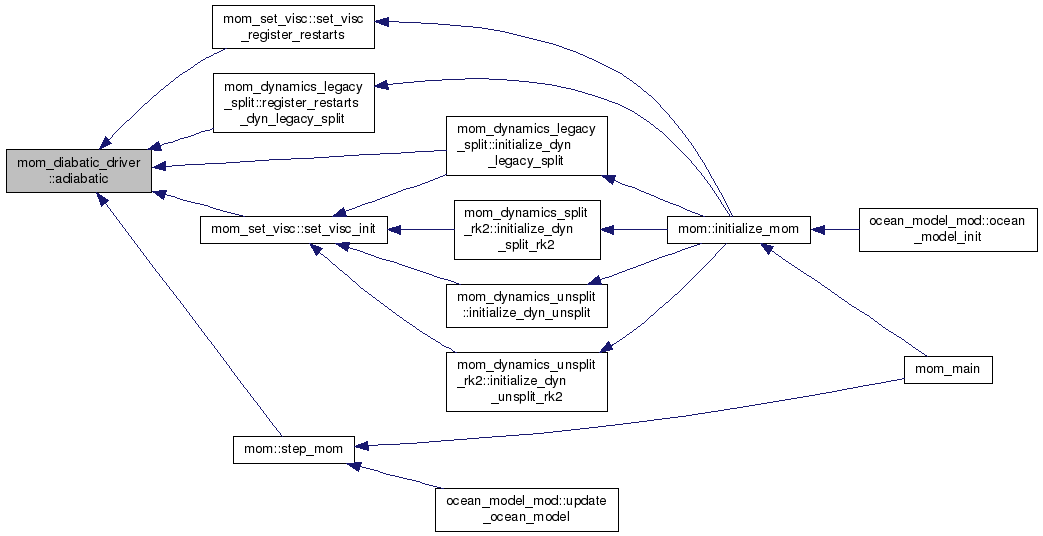 mom_set_visc::set_visc
_register_restarts
mom_dynamics_legacy
_split::register_restarts
_dyn_legacy_split
mom_dynamics_legacy
_split::initialize_dyn
_legacy_split
mom_diabatic_driver
::adiabatic
mom_set_visc::set_visc_init
mom_dynamics_split
_rk2::initialize_dyn
_split_rk2
mom::initialize_mom
ocean_model_mod::ocean
_model_init
mom_dynamics_unsplit
::initialize_dyn_unsplit
mom_dynamics_unsplit
_rk2::initialize_dyn
_unsplit_rk2
mom_main
mom::step_mom
ocean_model_mod::update
_ocean_model